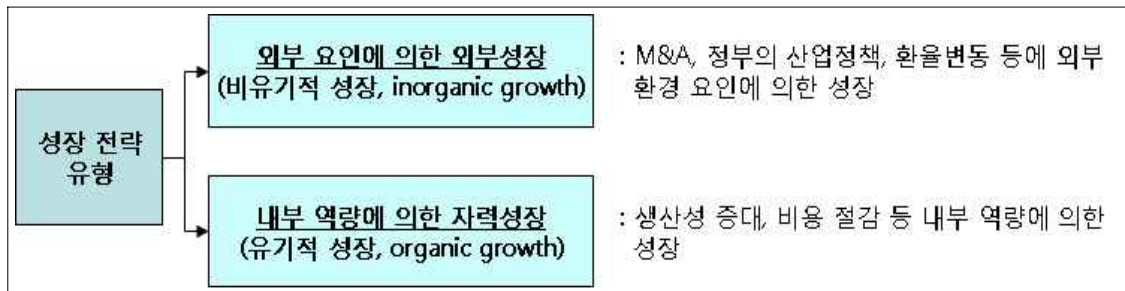 성장 전략
유형
외부 요인에 의한 외부성장
(비유기적 성장, inorganic growth)
: M&A, 정부의 산업정책, 환율변동 등에 외부
환경 요인에 의한 성장
내부 역량에 의한 자력성장
(유기적 성장, organic growth)
: 생산성 증대, 비용 절감 등 내부 역량에 의한
성장